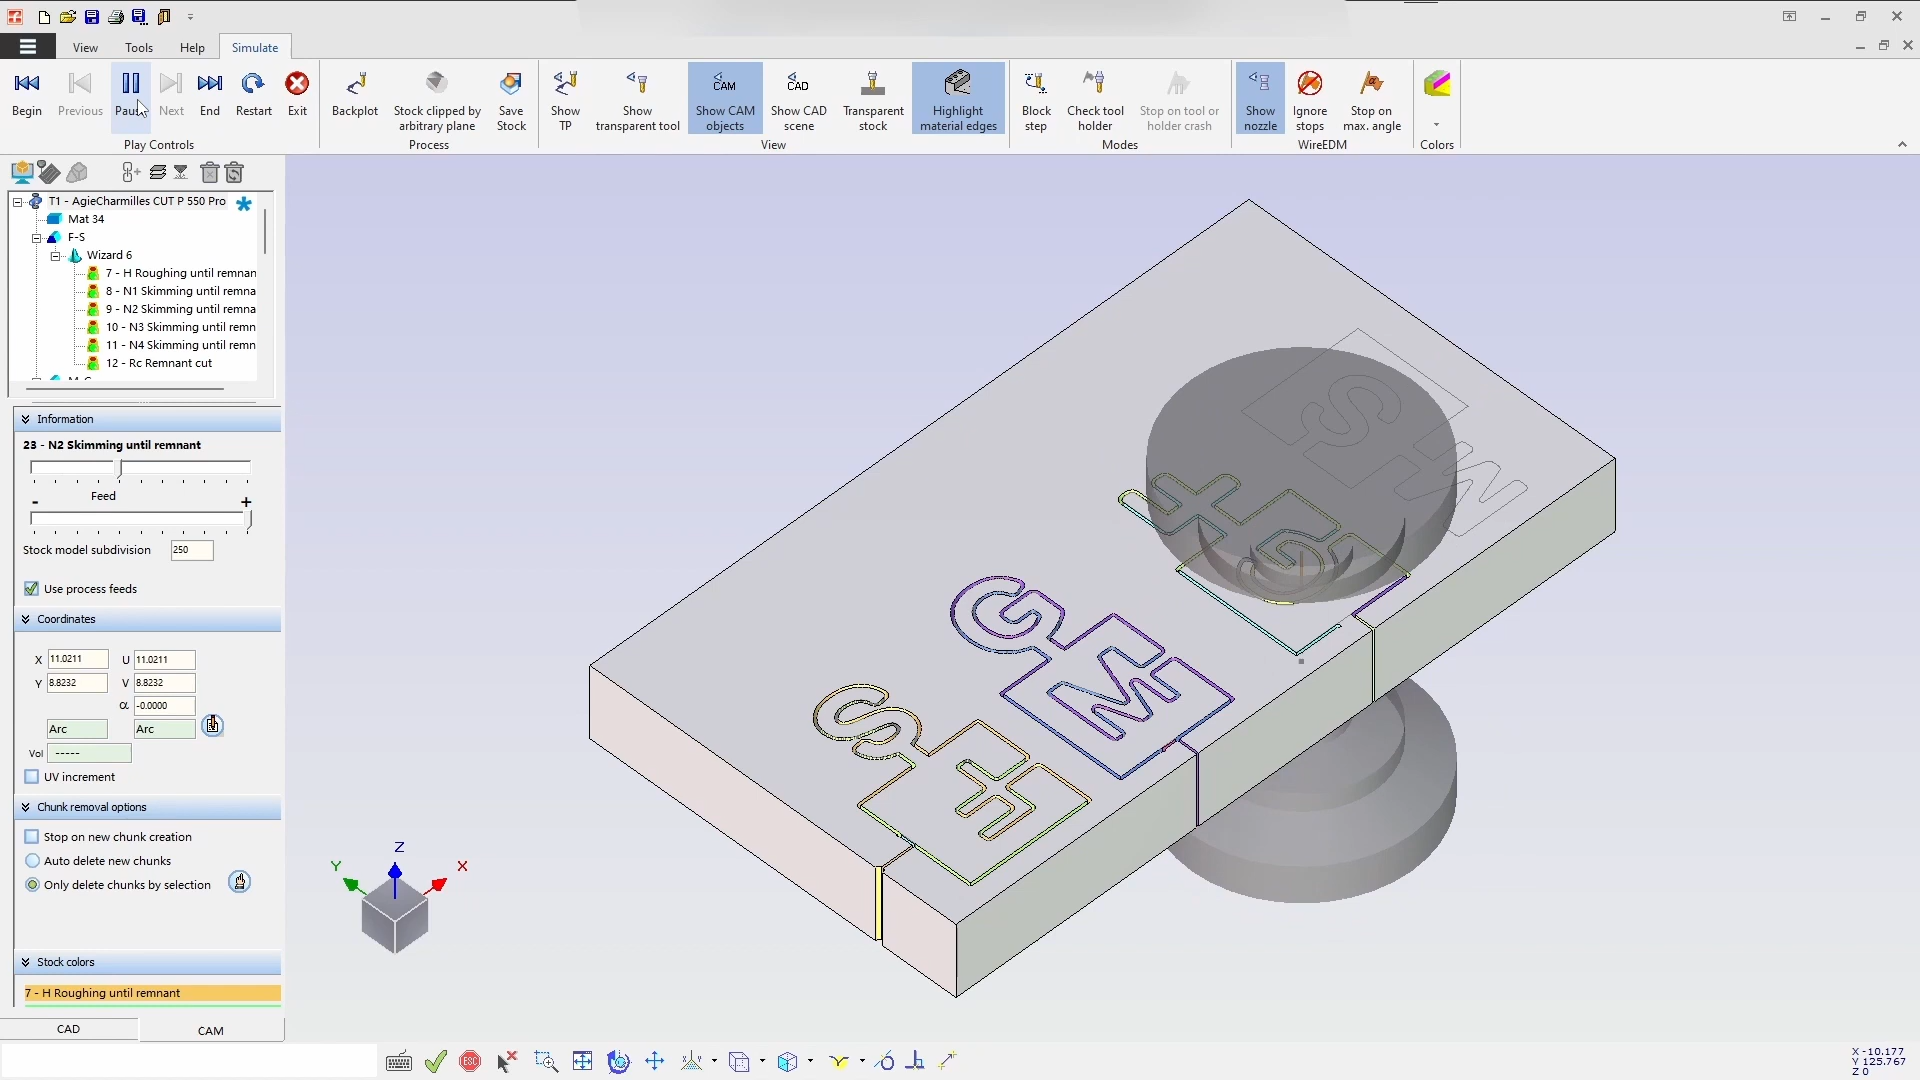 View
Tools
Help
Simulate
Begin
Previous
Next
End
Restart
Exit
Play Controls
Backplot
Stock clipped by
arbitrary plane
Save
Stock
Process
Show
TP
Show
transparent tool
CAM
Show CAM
objects
CAD
Show CAD
scene
Transparent
stock
Highlight
material edges
View
Block
step
Check tool
holder
Stop on tool or
holder crash
Modes
Show
nozzle
Ignore
stops
Stop on
max. angle
WireEDM
Colors
T1 - AgieCharmilles CUT P 550 Pro
Mat 34
F-S
Wizard 6
7 - H Roughing until remnan
8 - N1 Skimming until remna
9 - N2 Skimming until remna
10 - N3 Skimming until remn
11 - N4 Skimming until remn
12 - Rc Remnant cut
Information
23 - N2 Skimming until remnant
- Feed +
Stock model subdivision 250
Use process feeds
Coordinates
X 11.0211 U 11.0211
Y 8.8232 V 8.8232
α -0.0000
Arc Arc
Vol -----
UV increment
Chunk removal options
Stop on new chunk creation
Auto delete new chunks
Only delete chunks by selection
Stock colors
7 - H Roughing until remnant
CAD
CAM
Z
Y
X
S
H
G
M
G
S
M
ESC
X -10.177
Y 125.767
Z 0